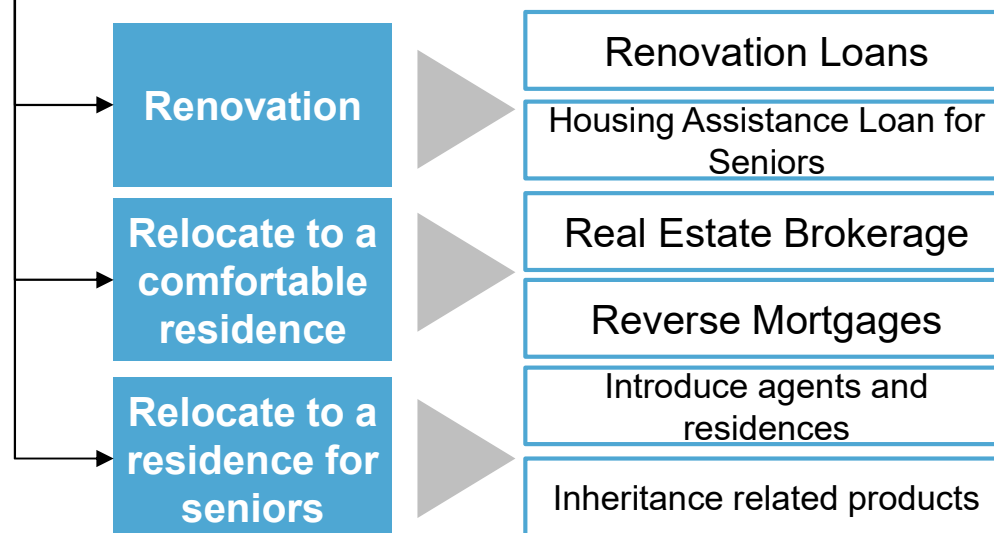 Renovation
Renovation Loans
Housing Assistance Loan for
Seniors
Relocate to a
comfortable
residence
Real Estate Brokerage
Reverse Mortgages
Relocate to a
residence for
seniors
Introduce agents and
residences
Inheritance related products